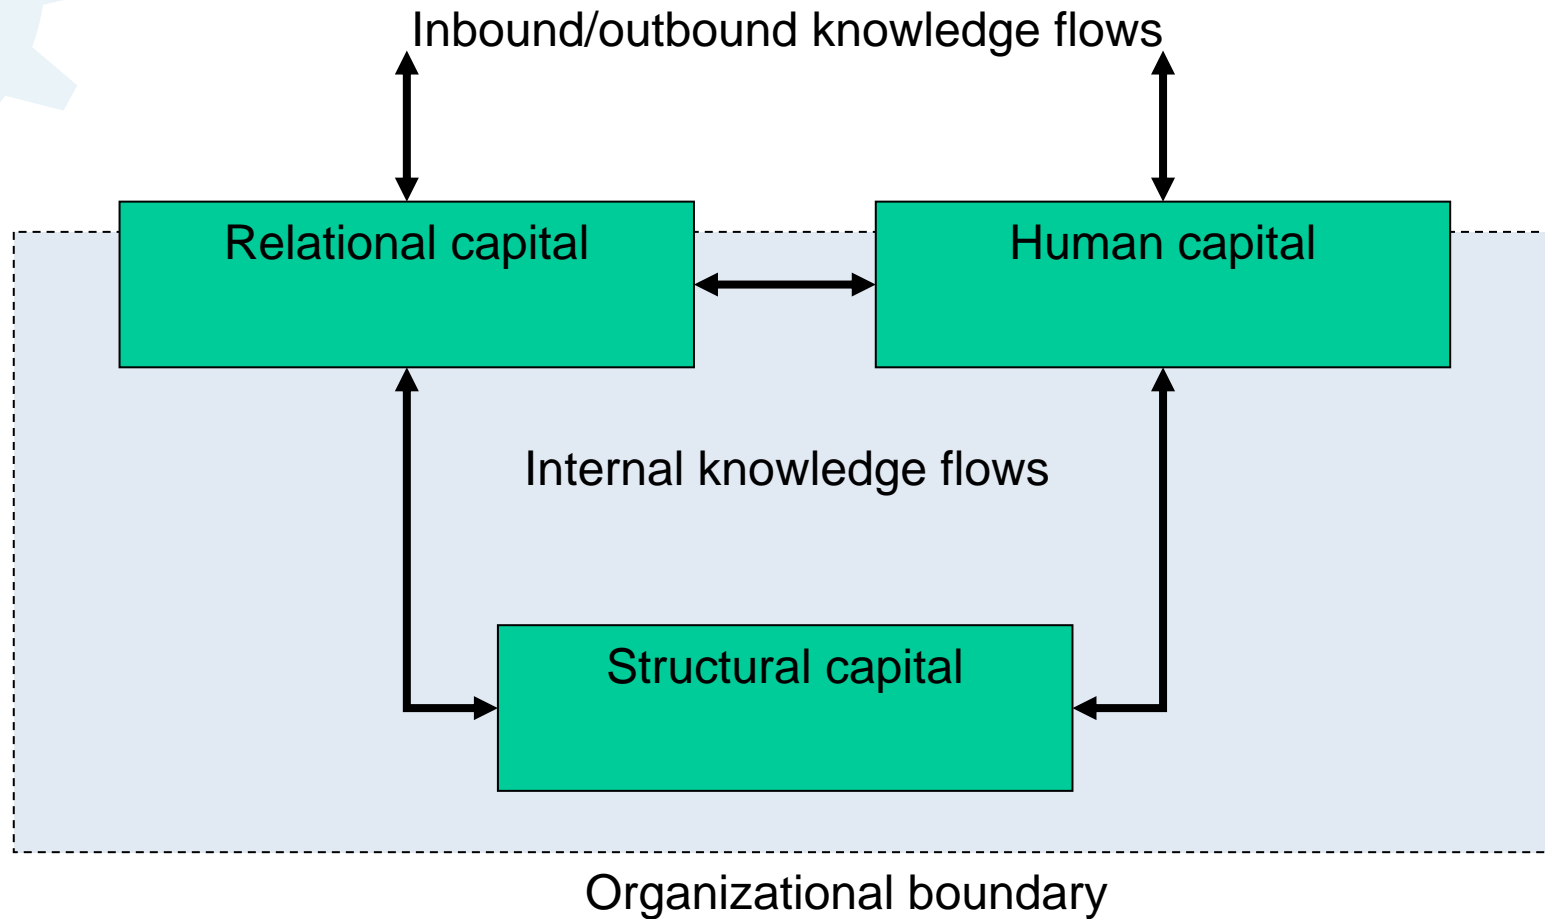 Inbound/outbound knowledge flows
Relational capital
Human capital
Internal knowledge flows
Structural capital
Organizational boundary